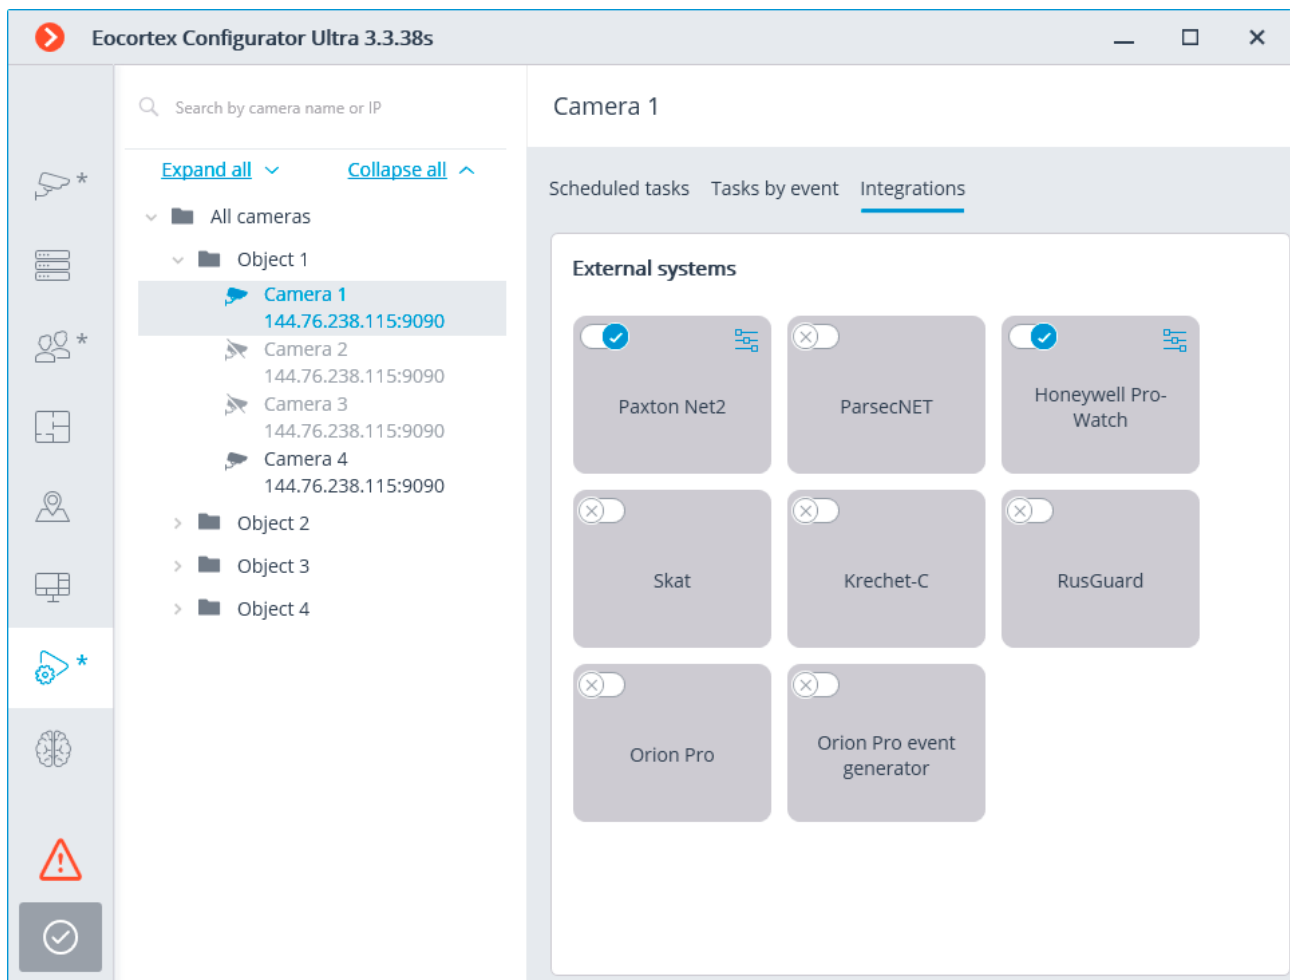 Eocortex Configurator Ultra 3.3.38s
Search by camera name or IP
Expand all
Collapse all
All cameras
Object 1
Camera 1
144.76.238.115:9090
Camera 2
144.76.238.115:9090
Camera 3
144.76.238.115:9090
Camera 4
144.76.238.115:9090
Object 2
Object 3
Object 4
*
*
*
Camera 1
Scheduled tasks Tasks by event Integrations
External systems
Paxton Net2
ParsecNET
Honeywell Pro-
Watch
Skat
Krechet-C
RusGuard
Orion Pro
Orion Pro event
generator